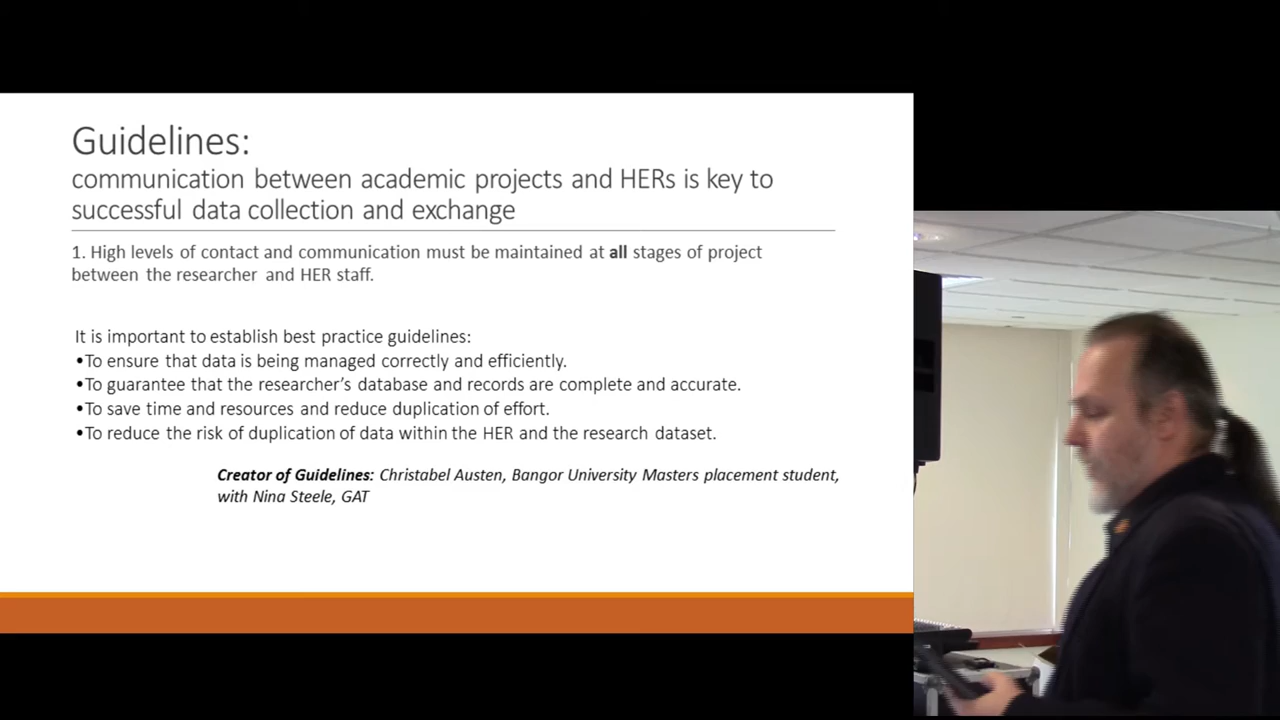 Guidelines:
communication between academic projects and HERs is key to
successful data collection and exchange
1. High levels of contact and communication must be maintained at all stages of project
between the researcher and HER staff.
It is important to establish best practice guidelines:
•To ensure that data is being managed correctly and efficiently.
•To guarantee that the researcher’s database and records are complete and accurate.
•To save time and resources and reduce duplication of effort.
•To reduce the risk of duplication of data within the HER and the research dataset.
Creator of Guidelines: Christabel Austen, Bangor University Masters placement student,
with Nina Steele, GAT